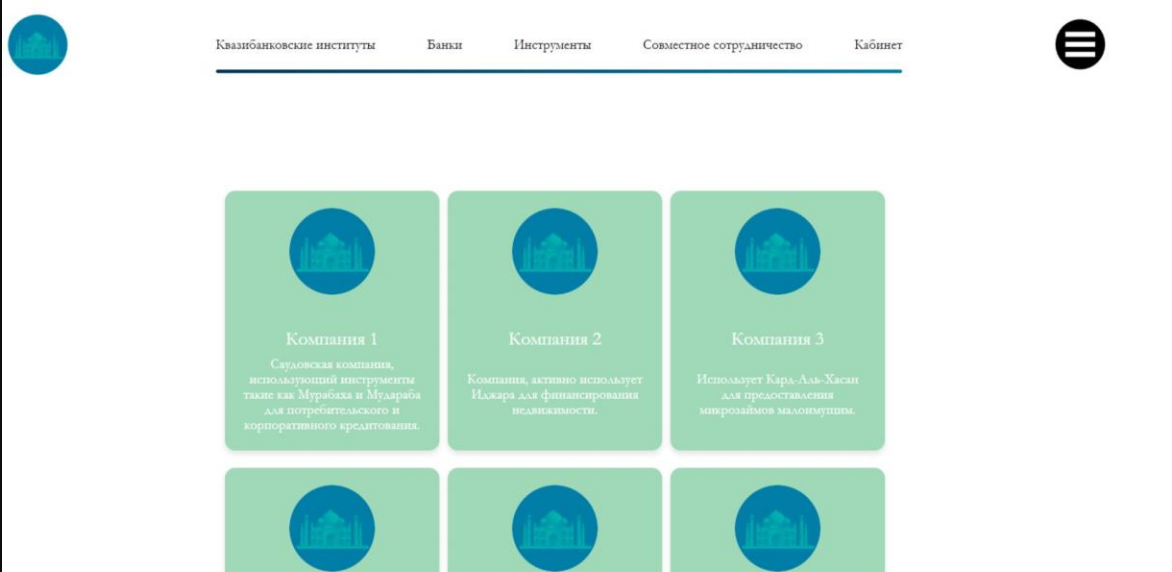 Квазибанковские институты Банки Инструменты Совместное сотрудничество Кабинет
Компания 1
Саудовская компания,
использующий инструменты
такие как Мурабаха и Мудараба
для потребительского и
корпоративного кредитования.
Компания 2
Компания, активно использует
Иджара для финансирования
недвижимости.
Компания 3
Использует Кард-Аль-Хасан
для предоставления
микрозаймов малоимущим.